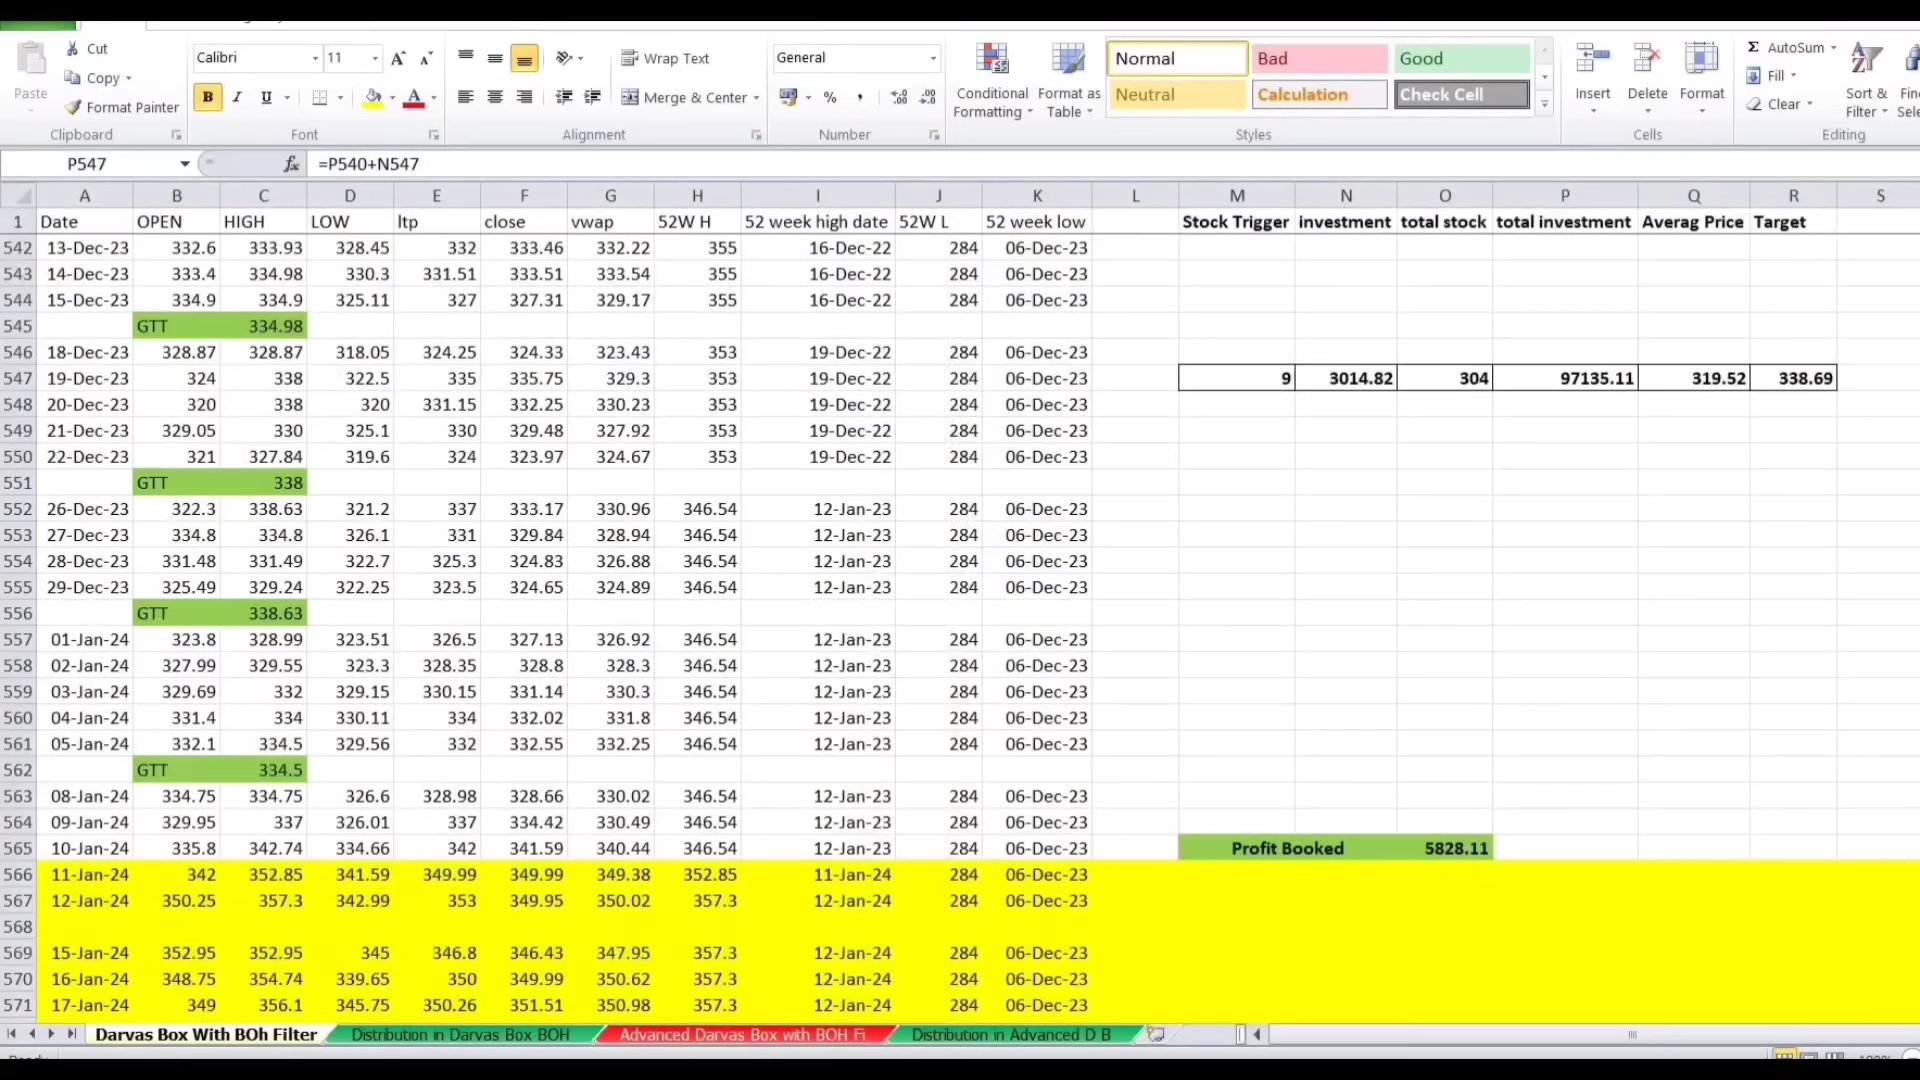 Cut
Copy
Format Painter
Paste
Clipboard
Calibri 11 A A
B I U A
Font
Wrap Text
Merge & Center
Alignment
General
% ,
Number
Conditional Formatting
Format as Table
Normal Bad Good
Neutral Calculation Check Cell
Styles
Insert Delete Format
Cells
Σ AutoSum
Fill
Clear
Sort & Filter
Editing
P547 fx =P540+N547
A B C D E F G H I J K L M N O P Q R S
1 Date OPEN HIGH LOW ltp close vwap 52W H 52 week high date 52W L 52 week low Stock Trigger investment total stock total investment Averag Price Target
542 13-Dec-23 332.6 333.93 328.45 332 333.46 332.22 355 16-Dec-22 284 06-Dec-23
543 14-Dec-23 333.4 334.98 330.3 331.51 333.51 333.54 355 16-Dec-22 284 06-Dec-23
544 15-Dec-23 334.9 334.9 325.11 327 327.31 329.17 355 16-Dec-22 284 06-Dec-23
545 GTT 334.98
546 18-Dec-23 328.87 328.87 318.05 324.25 324.33 323.43 353 19-Dec-22 284 06-Dec-23
547 19-Dec-23 324 338 322.5 335 335.75 329.3 353 19-Dec-22 284 06-Dec-23 9 3014.82 304 97135.11 319.52 338.69
548 20-Dec-23 320 338 320 331.15 332.25 330.23 353 19-Dec-22 284 06-Dec-23
549 21-Dec-23 329.05 330 325.1 330 329.48 327.92 353 19-Dec-22 284 06-Dec-23
550 22-Dec-23 321 327.84 319.6 324 323.97 324.67 353 19-Dec-22 284 06-Dec-23
551 GTT 338
552 26-Dec-23 322.3 338.63 321.2 337 333.17 330.96 346.54 12-Jan-23 284 06-Dec-23
553 27-Dec-23 334.8 334.8 326.1 331 329.84 328.94 346.54 12-Jan-23 284 06-Dec-23
554 28-Dec-23 331.48 331.49 322.7 325.3 324.83 326.88 346.54 12-Jan-23 284 06-Dec-23
555 29-Dec-23 325.49 329.24 322.25 323.5 324.65 324.89 346.54 12-Jan-23 284 06-Dec-23
556 GTT 338.63
557 01-Jan-24 323.8 328.99 323.51 326.5 327.13 326.92 346.54 12-Jan-23 284 06-Dec-23
558 02-Jan-24 327.99 329.55 323.3 328.35 328.8 328.3 346.54 12-Jan-23 284 06-Dec-23
559 03-Jan-24 329.69 332 329.15 330.15 331.14 330.3 346.54 12-Jan-23 284 06-Dec-23
560 04-Jan-24 331.4 334 330.11 334 332.02 331.8 346.54 12-Jan-23 284 06-Dec-23
561 05-Jan-24 332.1 334.5 329.56 332 332.55 332.25 346.54 12-Jan-23 284 06-Dec-23
562 GTT 334.5
563 08-Jan-24 334.75 334.75 326.6 328.98 328.66 330.02 346.54 12-Jan-23 284 06-Dec-23
564 09-Jan-24 329.95 337 326.01 337 334.42 330.49 346.54 12-Jan-23 284 06-Dec-23
565 10-Jan-24 335.8 342.74 334.66 342 341.59 340.44 346.54 12-Jan-23 284 06-Dec-23 Profit Booked 5828.11
566 11-Jan-24 342 352.85 341.59 349.99 349.99 349.38 352.85 11-Jan-24 284 06-Dec-23
567 12-Jan-24 350.25 357.3 342.99 353 349.95 350.02 357.3 12-Jan-24 284 06-Dec-23
568
569 15-Jan-24 352.95 352.95 345 346.8 346.43 347.95 357.3 12-Jan-24 284 06-Dec-23
570 16-Jan-24 348.75 354.74 339.65 350 349.99 350.62 357.3 12-Jan-24 284 06-Dec-23
571 17-Jan-24 349 356.1 345.75 350.26 351.51 350.98 357.3 12-Jan-24 284 06-Dec-23
Darvas Box With BOh Filter Distribution in Darvas Box BOH Advanced Darvas Box with BOH Fi Distribution in Advanced D B